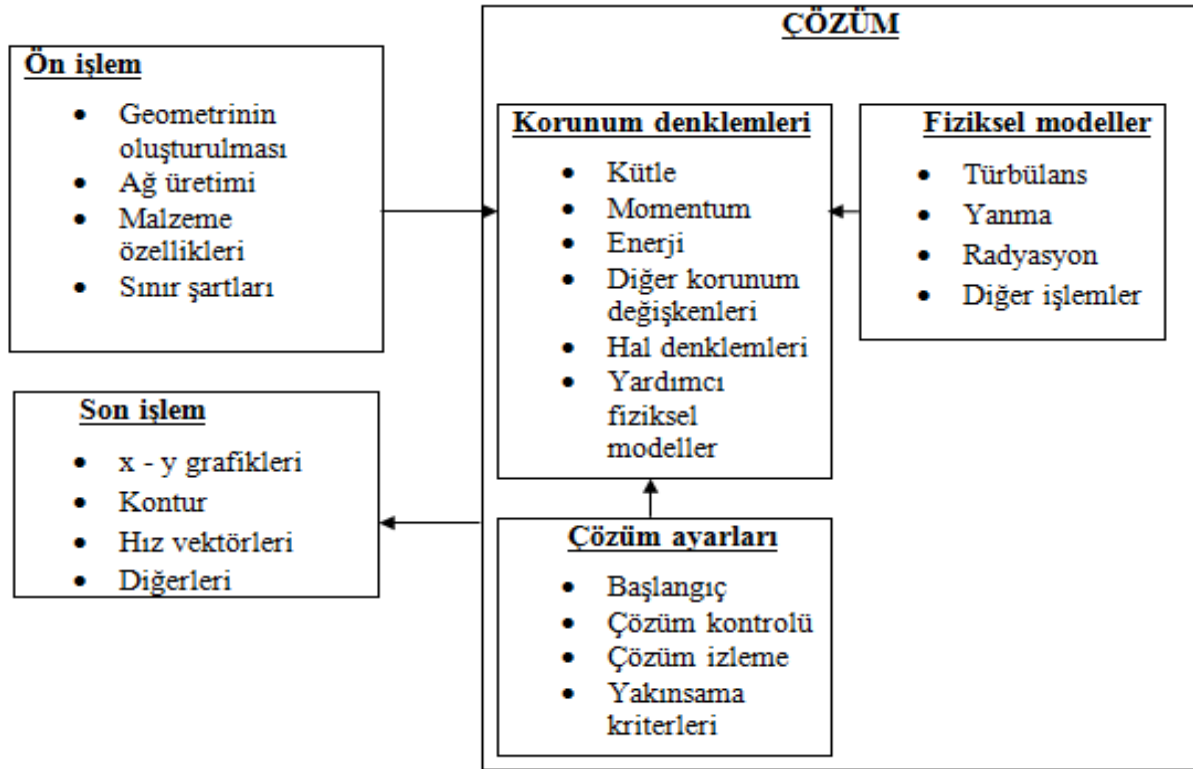 ÇÖZÜM
Ön işlem
• Geometrinin
oluşturulması
• Ağ üretimi
• Malzeme
özellikleri
• Sınır şartları
Korunum denklemleri
• Kütle
• Momentum
• Enerji
• Diğer korunum
değişkenleri
• Hal denklemleri
• Yardımcı
fiziksel
modeller
Fiziksel modeller
• Türbülans
• Yanma
• Radyasyon
• Diğer işlemler
Son işlem
• x - y grafikleri
• Kontur
• Hız vektörleri
• Diğerleri
Çözüm ayarları
• Başlangıç
• Çözüm kontrolü
• Çözüm izleme
• Yakınsama
kriterleri